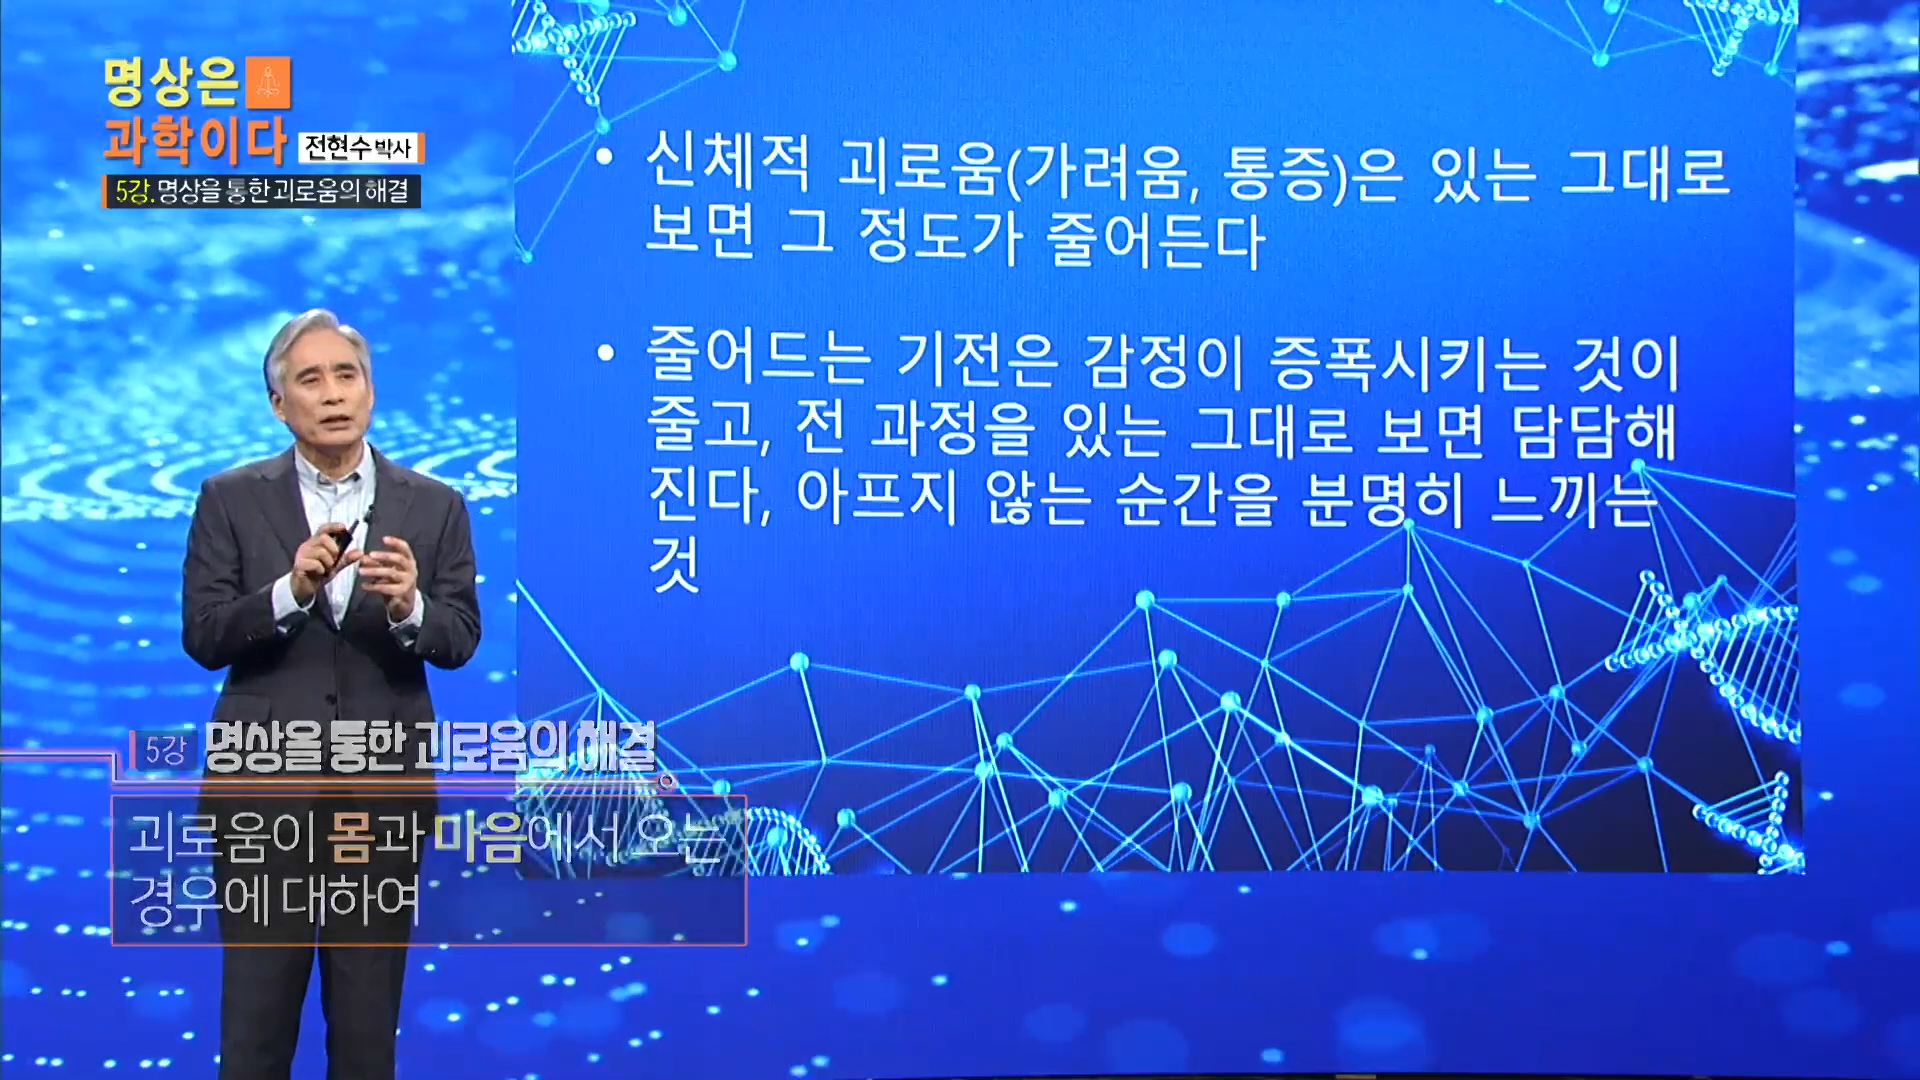 명상은
과학이다 전현수 박사
5강. 명상을 통한 괴로움의 해결
• 신체적 괴로움(가려움, 통증)은 있는 그대로
보면 그 정도가 줄어든다
• 줄어드는 기전은 감정이 증폭시키는 것이
줄고, 전 과정을 있는 그대로 보면 담담해
진다, 아프지 않는 순간을 분명히 느끼는
것
5강 명상을 통한 괴로움의 해결
괴로움이 몸과 마음에서 오는
경우에 대하여